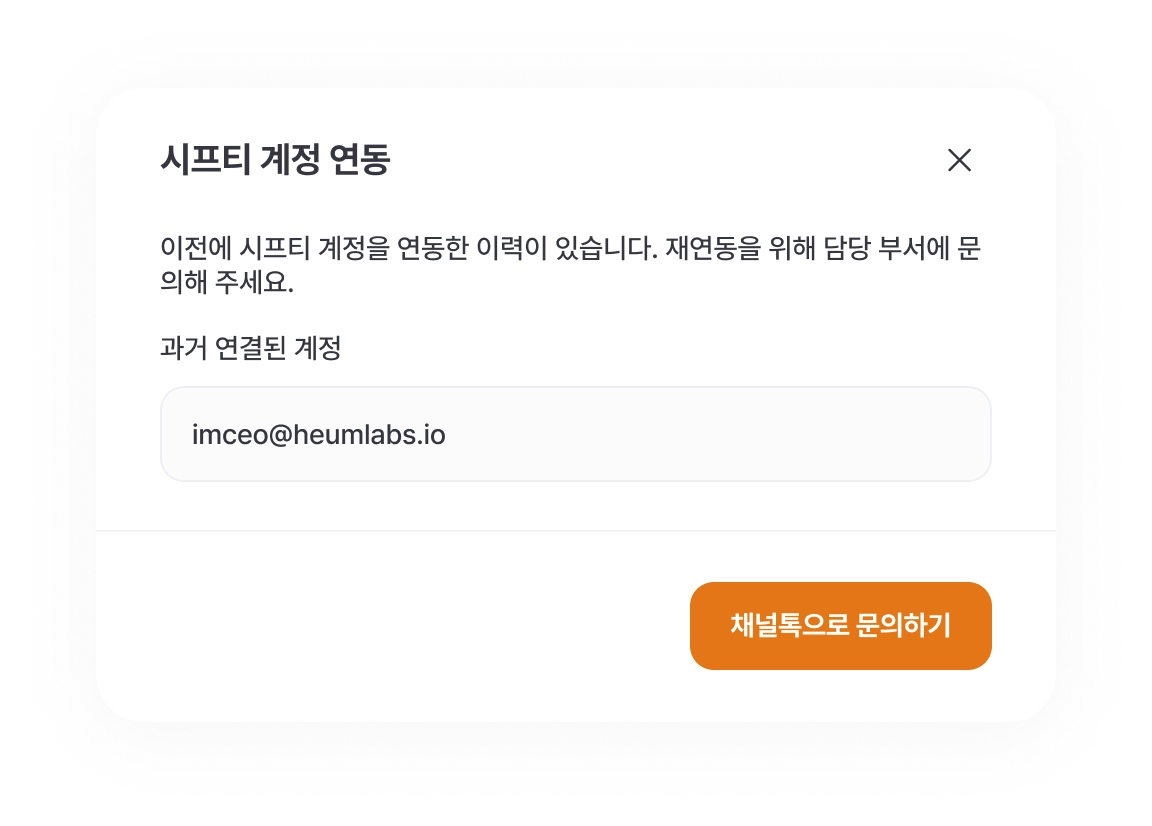 시프티 계정 연동
이전에 시프티 계정을 연동한 이력이 있습니다. 재연동을 위해 담당 부서에 문
의해 주세요.
과거 연결된 계정
imceo@heumlabs.io
채널톡으로 문의하기